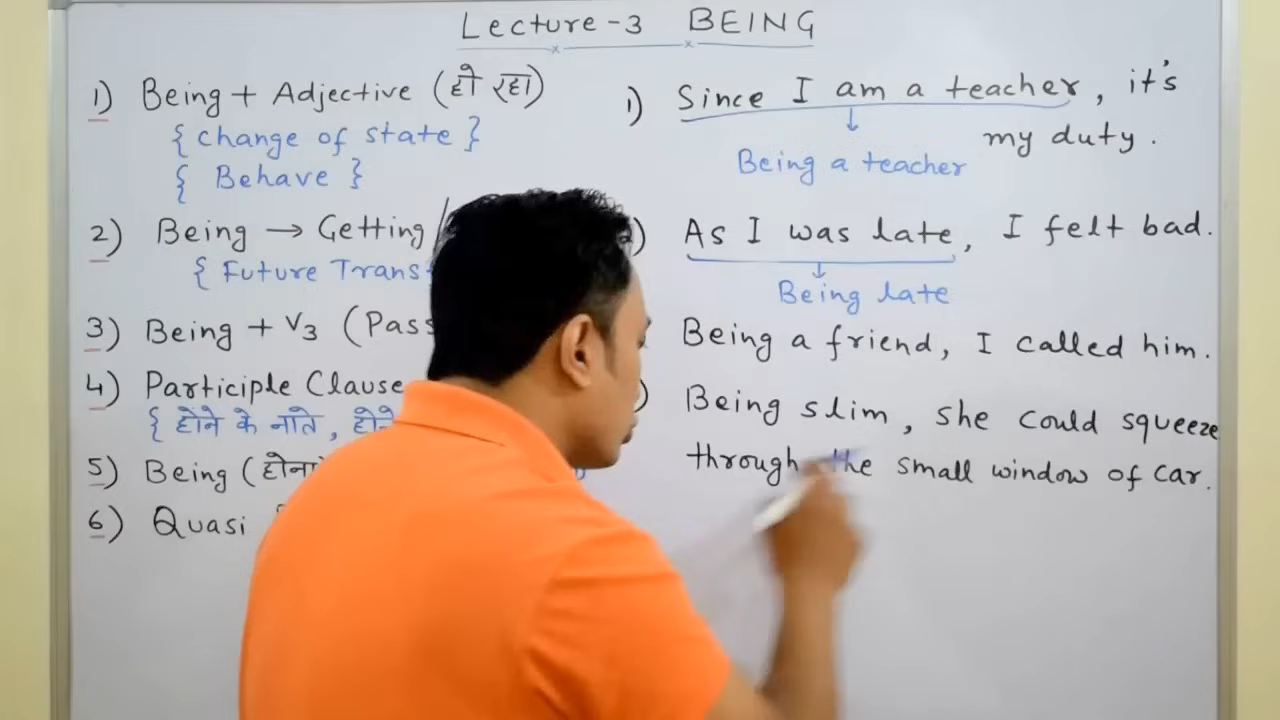 Lecture-3 BEING
1) Being + Adjective (हो रहा)
{ change of state }
{ Behave }
2) Being → Getting/
{ Future Trans
3) Being + V3 (Pass
4) Participle Clause
{ होने के नाते, होने
5) Being (होना
6) Quasi
1) Since I am a teacher, it's
my duty.
Being a teacher
As I was late, I felt bad.
Being late
Being a friend, I called him.
Being slim, she could squeeze
through the small window of car.